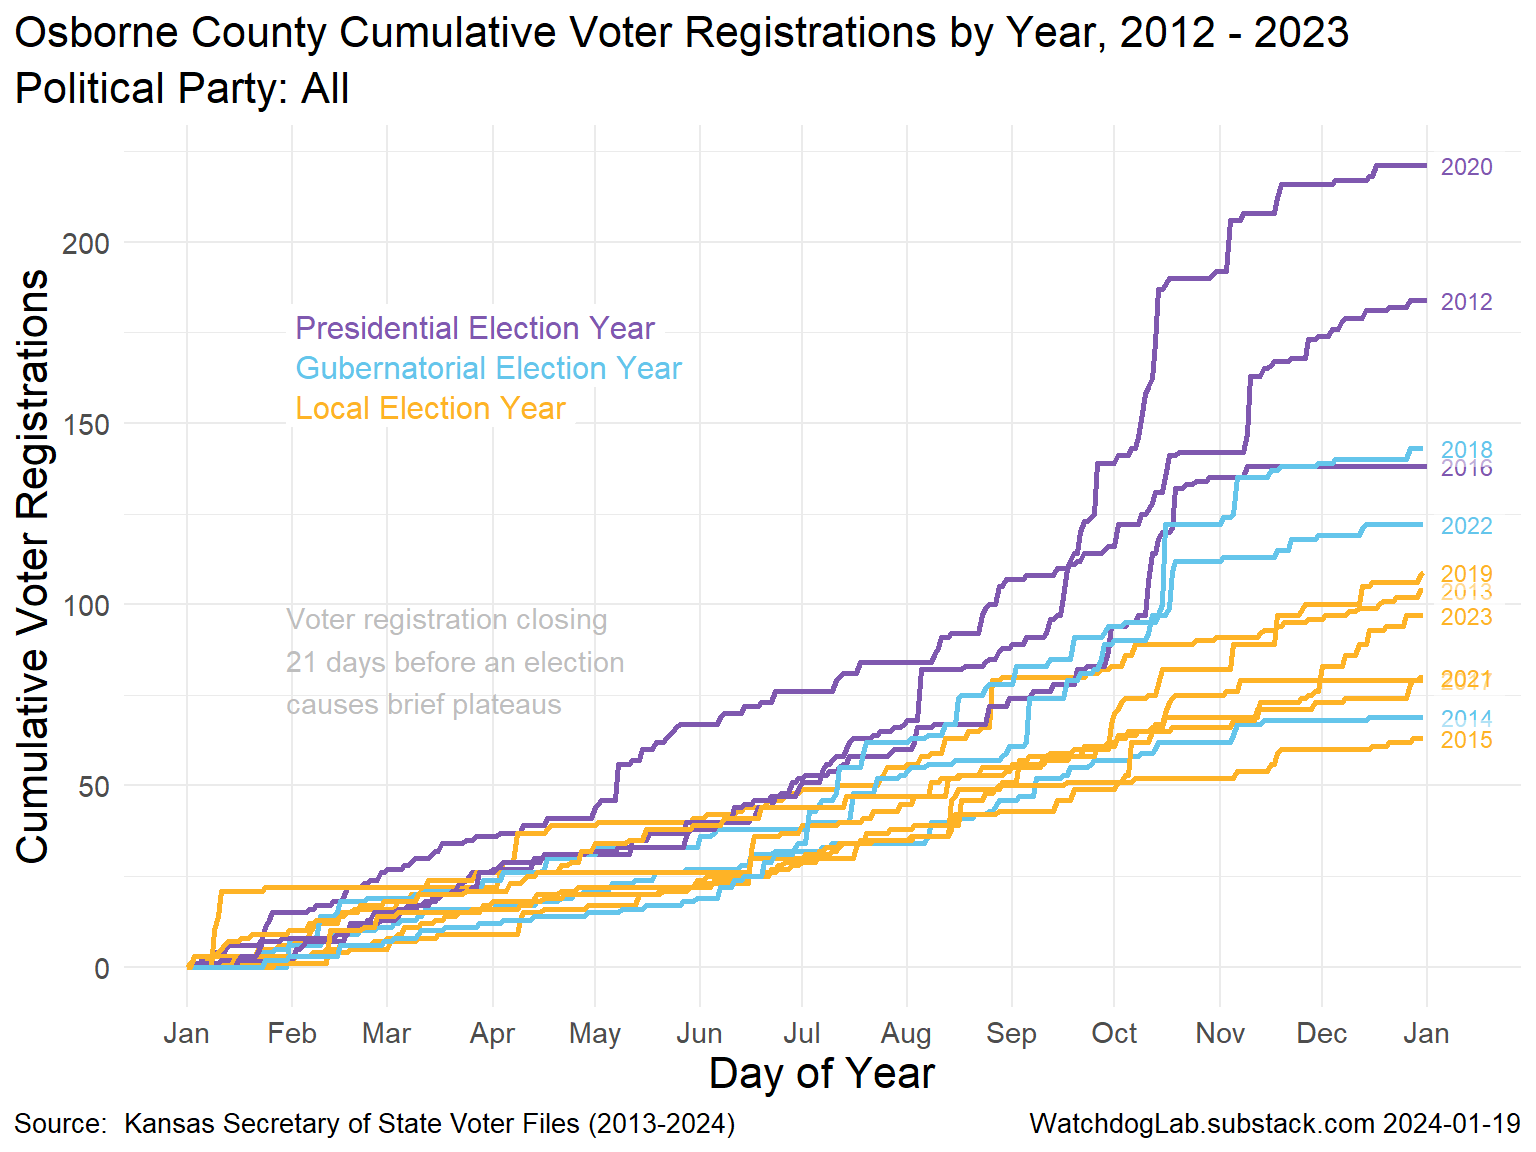 Osborne County Cumulative Voter Registrations by Year, 2012 - 2023
Political Party: All
Cumulative Voter Registrations
200
150
100
50
0
Presidential Election Year
Gubernatorial Election Year
Local Election Year
Voter registration closing
21 days before an election
causes brief plateaus
2020
2012
2018
2016
2022
2019
2013
2023
2021
2017
2014
2015
Jan Feb Mar Apr May Jun Jul Aug Sep Oct Nov Dec Jan
Day of Year
Source: Kansas Secretary of State Voter Files (2013-2024)
WatchdogLab.substack.com 2024-01-19